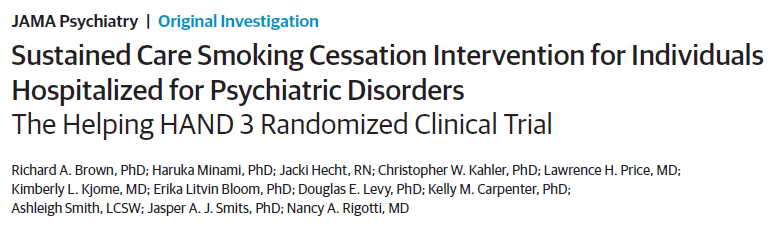 JAMA Psychiatry | Original Investigation
Sustained Care Smoking Cessation Intervention for Individuals
Hospitalized for Psychiatric Disorders
The Helping HAND 3 Randomized Clinical Trial
Richard A. Brown, PhD; Haruka Minami, PhD; Jacki Hecht, RN; Christopher W. Kahler, PhD; Lawrence H. Price, MD;
Kimberly L. Kjome, MD; Erika Litvin Bloom, PhD; Douglas E. Levy, PhD; Kelly M. Carpenter, PhD;
Ashleigh Smith, LCSW; Jasper A. J. Smits, PhD; Nancy A. Rigotti, MD